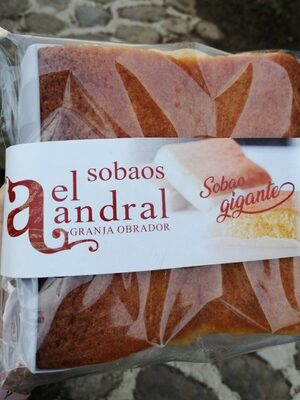 sobaos
el
andral
GRANJA OBRADOR
Sobao
gigante